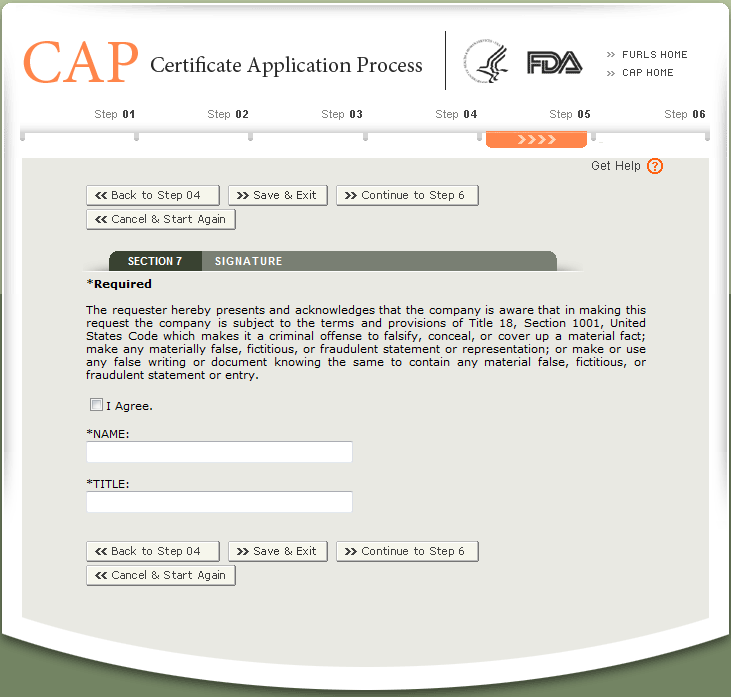 CAP Certificate Application Process
FDA
>> FURLS HOME
>> CAP HOME
Step 01 Step 02 Step 03 Step 04 Step 05 Step 06
>>>>
Get Help ?
<< Back to Step 04 >> Save & Exit >> Continue to Step 6
<< Cancel & Start Again
SECTION 7 SIGNATURE
*Required
The requester hereby presents and acknowledges that the company is aware that in making this
request the company is subject to the terms and provisions of Title 18, Section 1001, United
States Code which makes it a criminal offense to falsify, conceal, or cover up a material fact;
make any materially false, fictitious, or fraudulent statement or representation; or make or use
any false writing or document knowing the same to contain any material false, fictitious, or
fraudulent statement or entry.
I Agree.
*NAME:
*TITLE:
<< Back to Step 04 >> Save & Exit >> Continue to Step 6
<< Cancel & Start Again